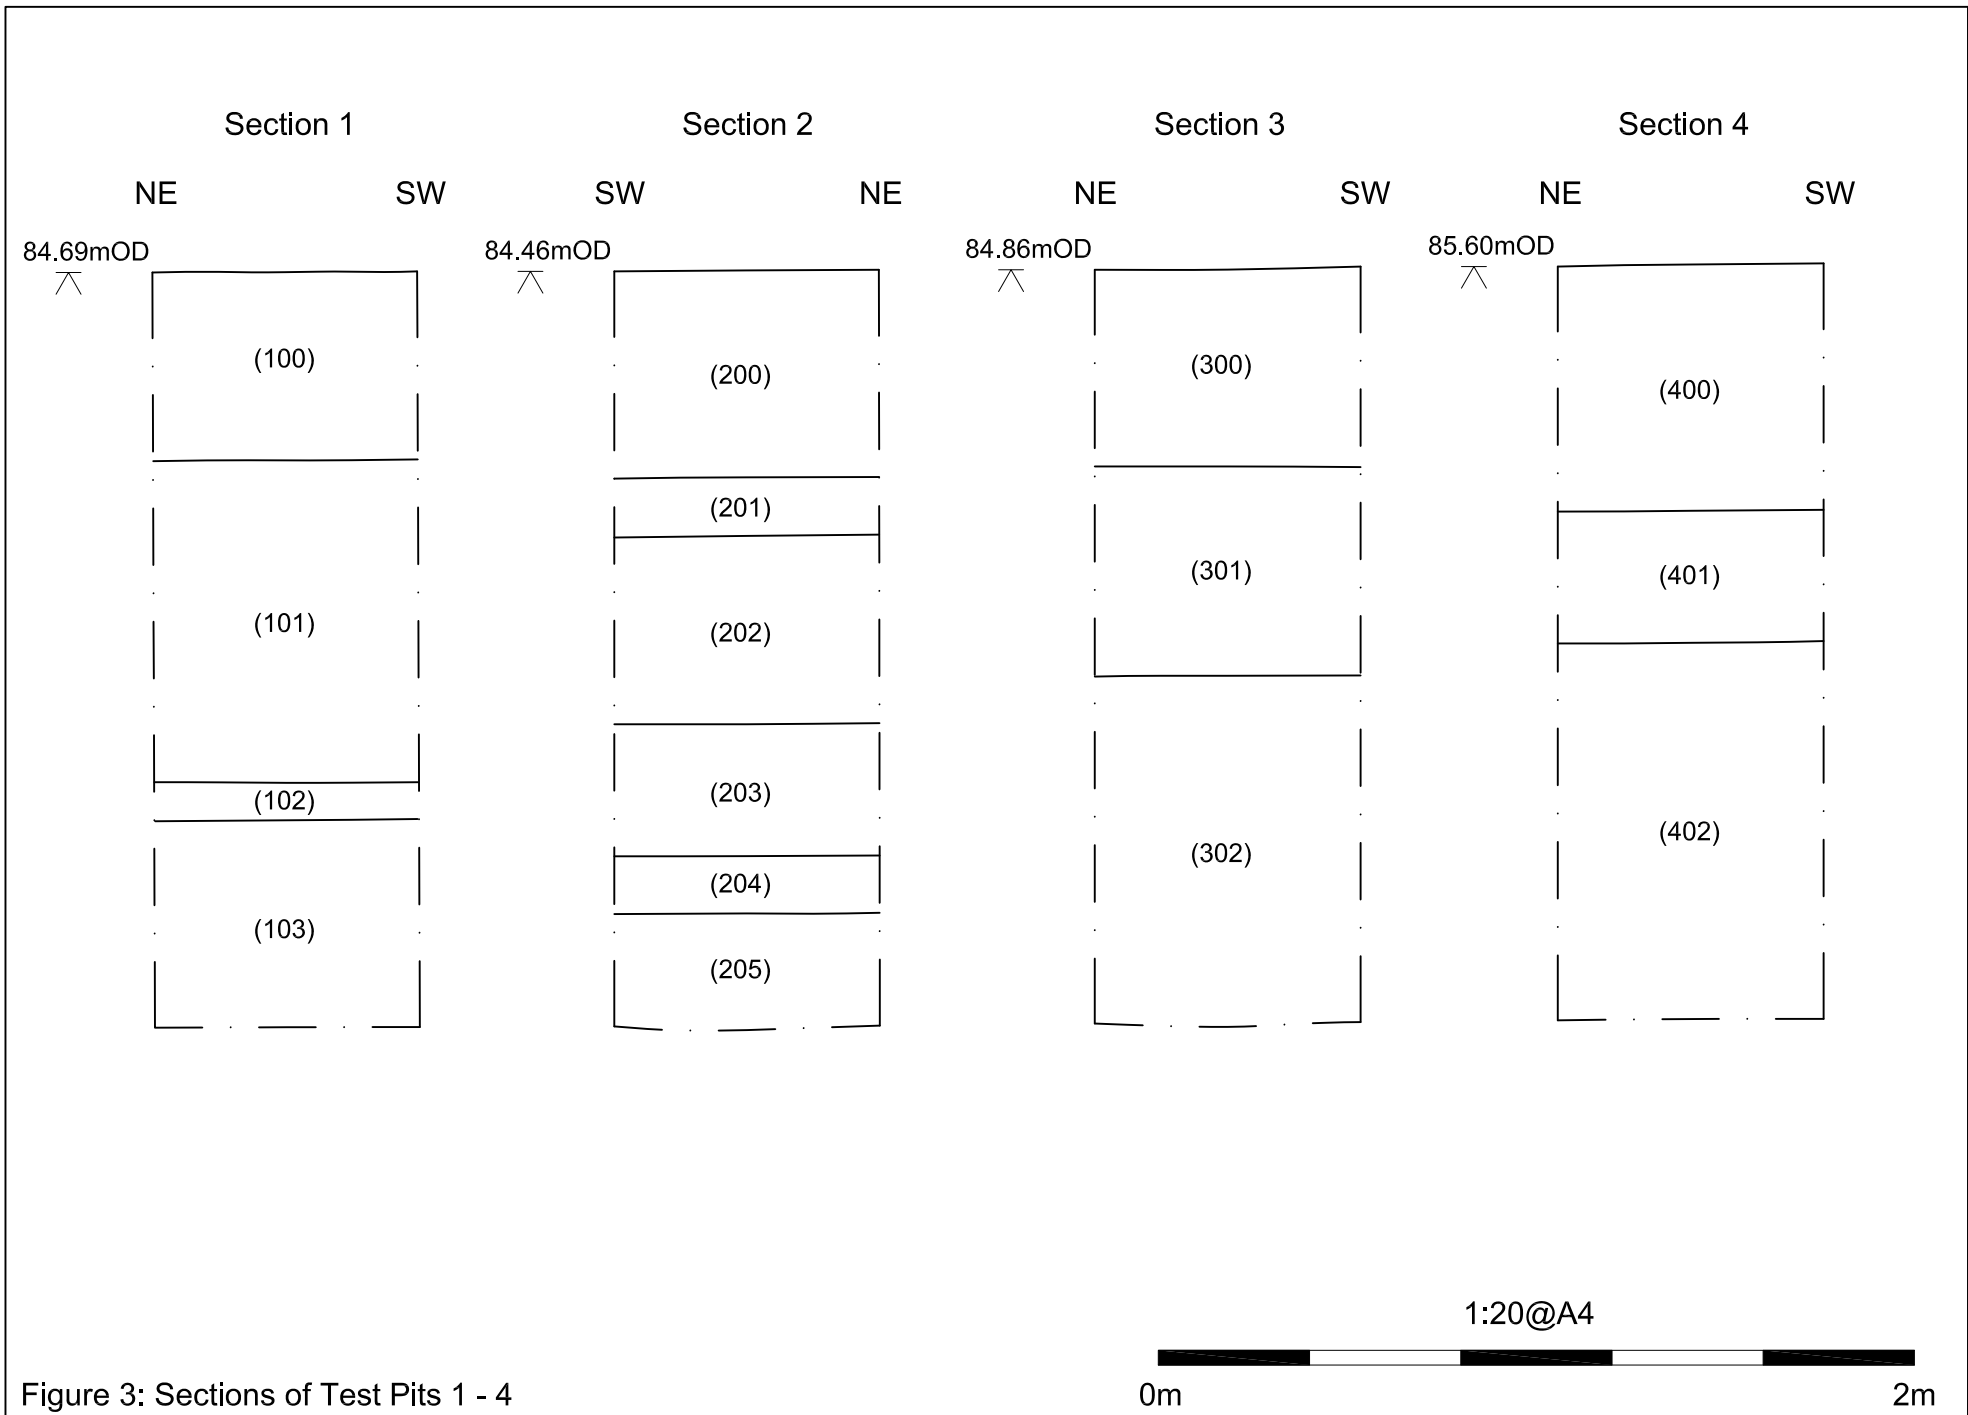 Section 1
Section 2
Section 3
Section 4
NE
SW
SW
NE
NE
SW
NE
SW
84.69mOD
84.46mOD
84.86mOD
85.60mOD
(100)
(101)
(102)
(103)
(200)
(201)
(202)
(203)
(204)
(205)
(300)
(301)
(302)
(400)
(401)
(402)
1:20@A4
0m
2m
Figure 3: Sections of Test Pits 1 - 4